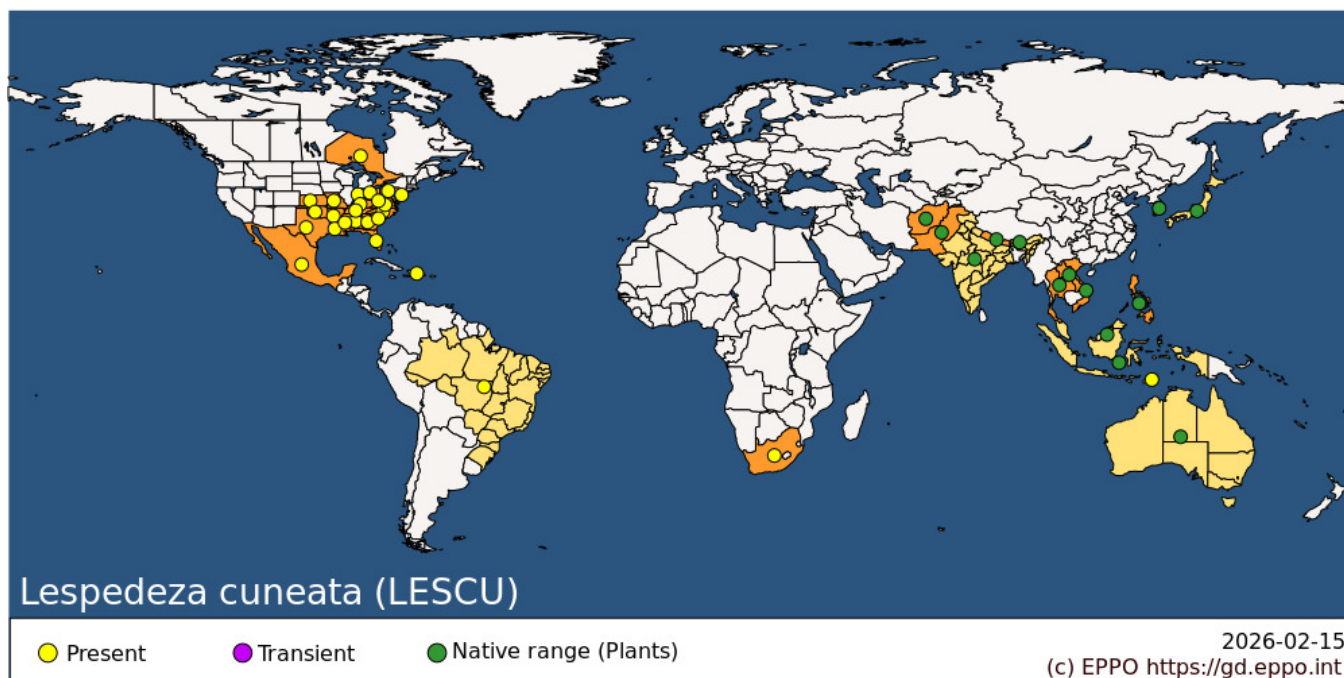 Lespedeza cuneata (LESCU)
Present
Transient
Native range (Plants)
2026-02-15
(c) EPPO https://gd.eppo.int